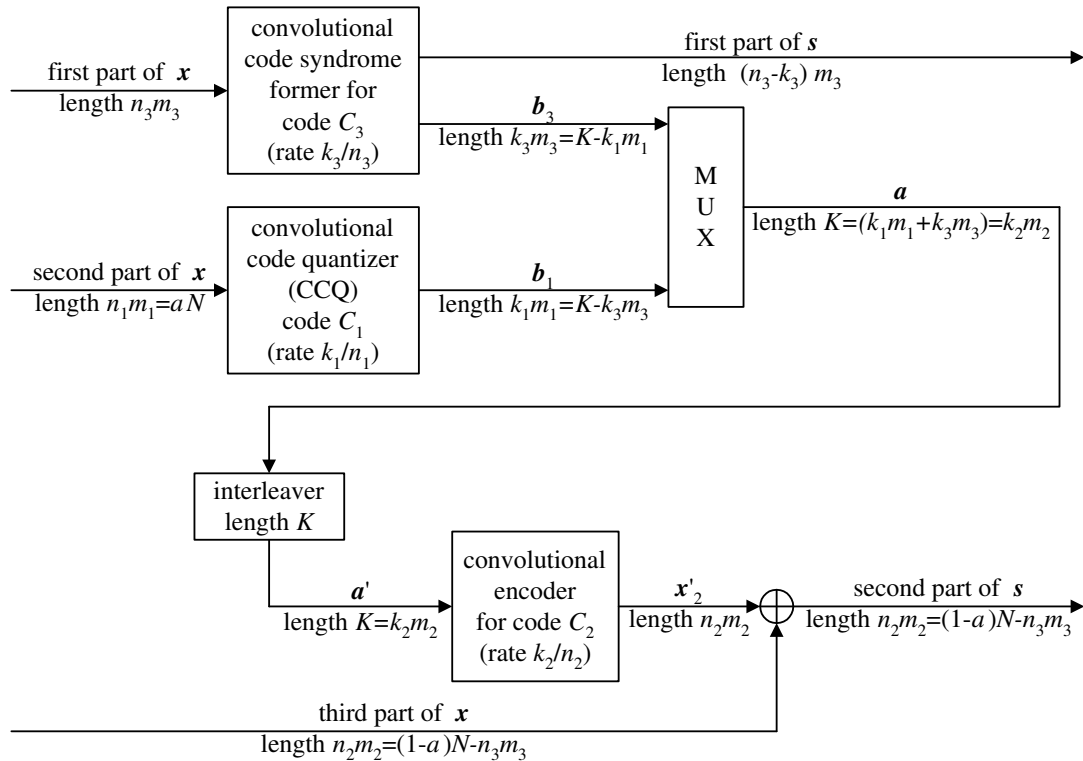 first part of x
length n₃m₃
convolutional
code syndrome
former for
code C₃
(rate k₃/n₃)
first part of s
length (n₃-k₃) m₃
b₃
length k₃m₃=K-k₁m₁
second part of x
length n₁m₁=aN
convolutional
code quantizer
(CCQ)
code C₁
(rate k₁/n₁)
b₁
length k₁m₁=K-k₃m₃
M
U
X
a
length K=(k₁m₁+k₃m₃)=k₂m₂
interleaver
length K
a'
length K=k₂m₂
convolutional
encoder
for code C₂
(rate k₂/n₂)
x'₂
length n₂m₂
second part of s
length n₂m₂=(1-a)N-n₃m₃
third part of x
length n₂m₂=(1-a)N-n₃m₃